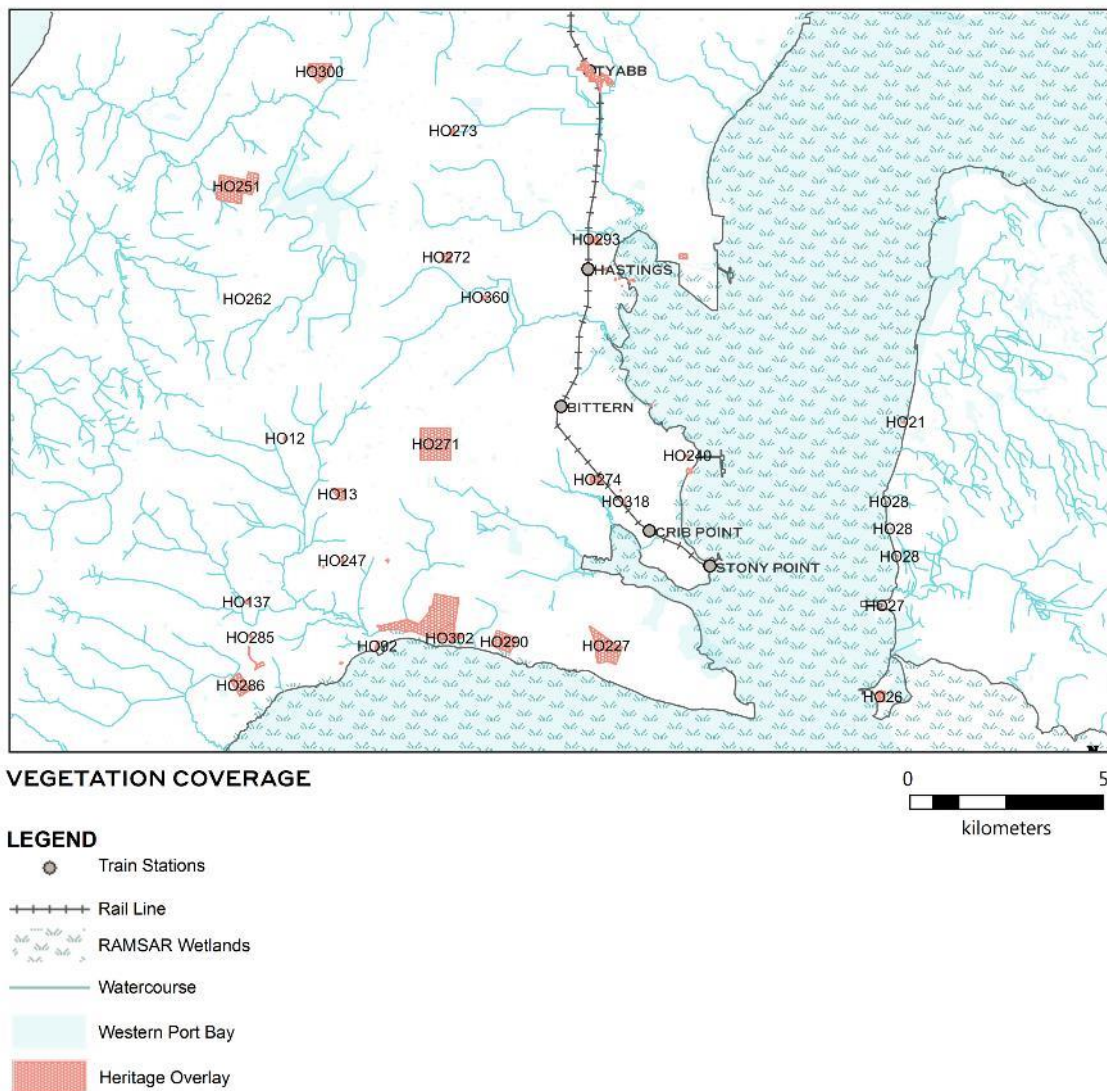 TYABB
HO300
HO273
HO251
HO293
HO272
HASTINGS
HO262
HO360
BITTERN
HO21
HO12
HO271
HO240
HO274
HO13
HO318
HO28
CRIB POINT
HO28
HO247
HO28
STONY POINT
HO137
HO27
HO285
HO302
HO290
HO92
HO227
HO286
HO26
VEGETATION COVERAGE
0 5
kilometers
LEGEND
Train Stations
Rail Line
RAMSAR Wetlands
Watercourse
Western Port Bay
Heritage Overlay